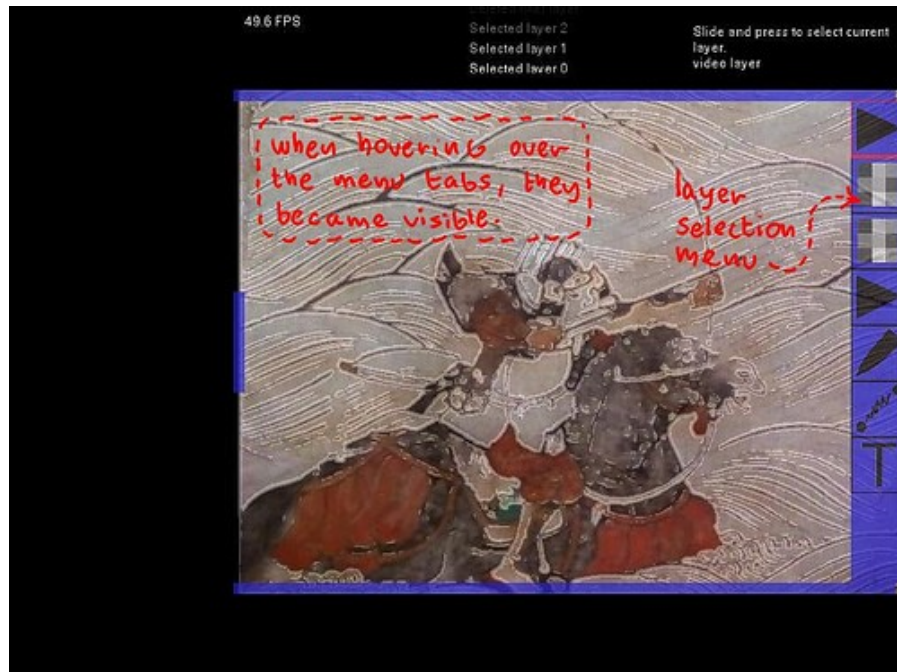 49.6 FPS
Selected layer 2
Selected layer 1
Selected layer 0
Slide and press to select current
layer.
video layer
when hovering over
the menu tabs, they
became visible.
layer
selection
menu
T